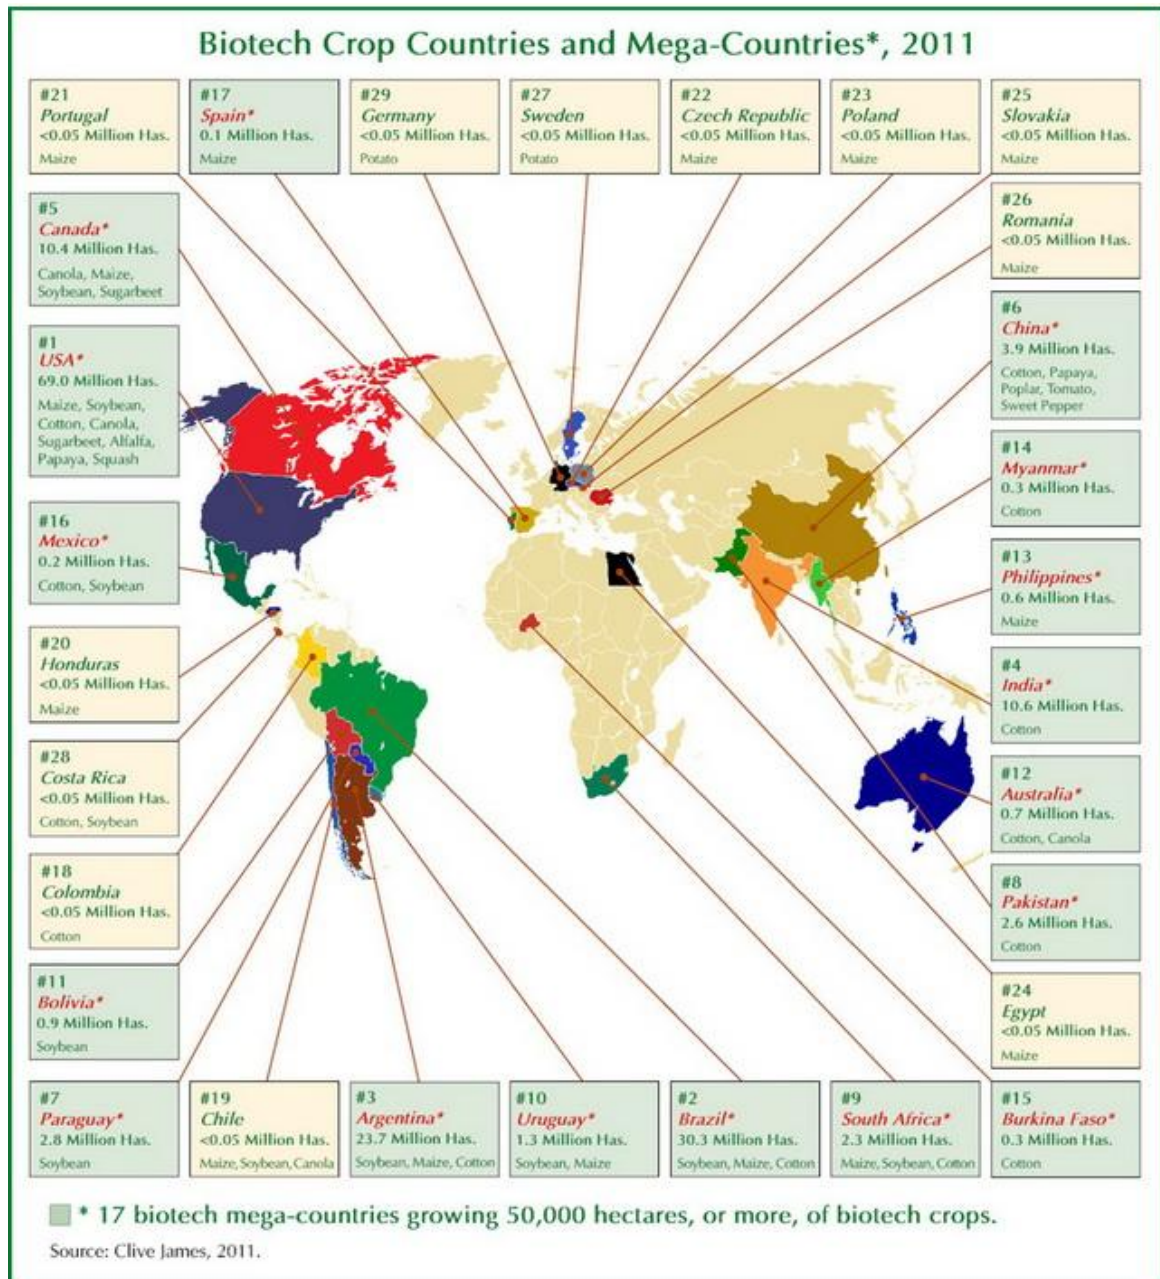 Biotech Crop Countries and Mega-Countries*, 2011
#21
Portugal
<0.05 Million Has.
Maize
#17
Spain*
0.1 Million Has.
Maize
#29
Germany
<0.05 Million Has.
Potato
#27
Sweden
<0.05 Million Has.
Potato
#22
Czech Republic
<0.05 Million Has.
Maize
#23
Poland
<0.05 Million Has.
Maize
#25
Slovakia
<0.05 Million Has.
Maize
#5
Canada*
10.4 Million Has.
Canola, Maize,
Soybean, Sugarbeet
#26
Romania
<0.05 Million Has.
Maize
#1
USA*
69.0 Million Has.
Maize, Soybean,
Cotton, Canola,
Sugarbeet, Alfalfa,
Papaya, Squash
#6
China*
3.9 Million Has.
Cotton, Papaya,
Poplar, Tomato,
Sweet Pepper
#14
Myanmar*
0.3 Million Has.
Cotton
#16
Mexico*
0.2 Million Has.
Cotton, Soybean
#13
Philippines*
0.6 Million Has.
Maize
#20
Honduras
<0.05 Million Has.
Maize
#4
India*
10.6 Million Has.
Cotton
#28
Costa Rica
<0.05 Million Has.
Cotton, Soybean
#12
Australia*
0.7 Million Has.
Cotton, Canola
#18
Colombia
<0.05 Million Has.
Cotton
#8
Pakistan*
2.6 Million Has.
Cotton
#11
Bolivia*
0.9 Million Has.
Soybean
#24
Egypt
<0.05 Million Has.
Maize
#7
Paraguay*
2.8 Million Has.
Soybean
#19
Chile
<0.05 Million Has.
Maize, Soybean, Canola
#3
Argentina*
23.7 Million Has.
Soybean, Maize, Cotton
#10
Uruguay*
1.3 Million Has.
Soybean, Maize
#2
Brazil*
30.3 Million Has.
Soybean, Maize, Cotton
#9
South Africa*
2.3 Million Has.
Maize, Soybean, Cotton
#15
Burkina Faso*
0.3 Million Has.
Cotton
* 17 biotech mega-countries growing 50,000 hectares, or more, of biotech crops.
Source: Clive James, 2011.